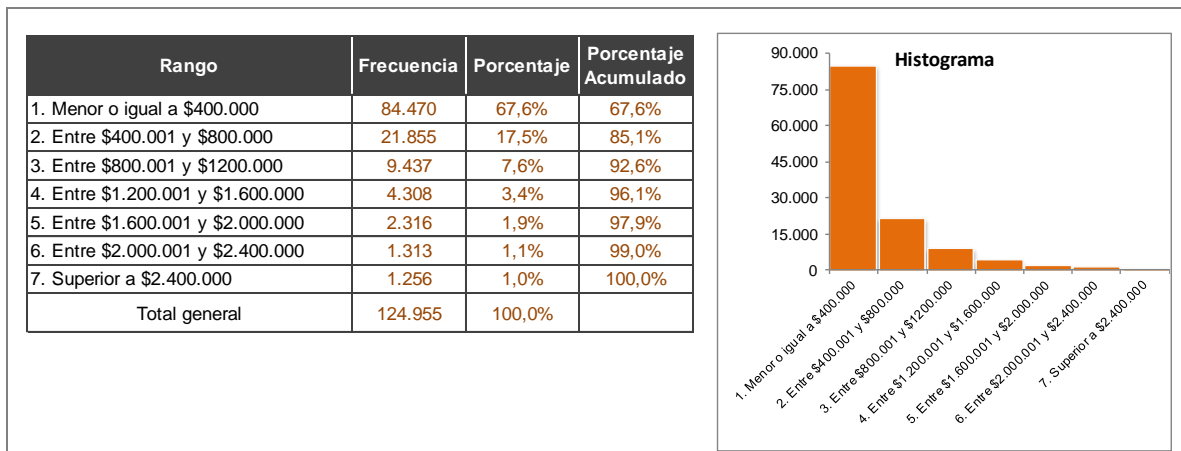 Rango Frecuencia Porcentaje Porcentaje Acumulado
1. Menor o igual a $400.000 84.470 67,6% 67,6%
2. Entre $400.001 y $800.000 21.855 17,5% 85,1%
3. Entre $800.001 y $1200.000 9.437 7,6% 92,6%
4. Entre $1.200.001 y $1.600.000 4.308 3,4% 96,1%
5. Entre $1.600.001 y $2.000.000 2.316 1,9% 97,9%
6. Entre $2.000.001 y $2.400.000 1.313 1,1% 99,0%
7. Superior a $2.400.000 1.256 1,0% 100,0%
Total general 124.955 100,0%
Histograma
90.000
75.000
60.000
45.000
30.000
15.000
0
1. Menor o igual a $400.000
2. Entre $400.001 y $800.000
3. Entre $800.001 y $1200.000
4. Entre $1.200.001 y $1.600.000
5. Entre $1.600.001 y $2.000.000
6. Entre $2.000.001 y $2.400.000
7. Superior a $2.400.000